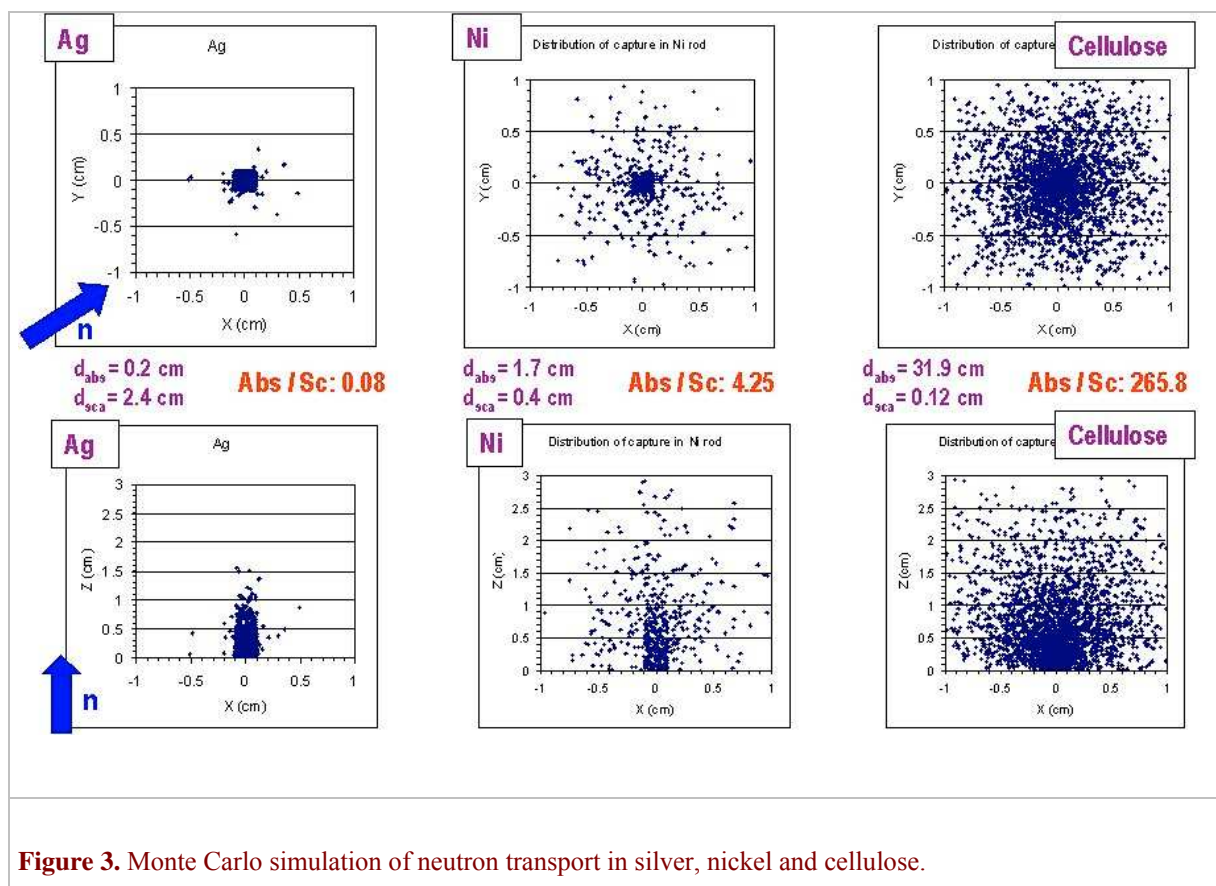 Ag
Ag
1
0.5
0
-0.5
-1
Y (cm)
-1 -0.5 0 0.5 1
X (cm)
n
Ni
Distribution of capture in Ni rod
1
0.5
0
-0.5
-1
Y (cm)
-1 -0.5 0 0.5 1
X (cm)
Distribution of capture
Cellulose
1
0.5
0
-0.5
-1
Y (cm)
-1 -0.5 0 0.5 1
X (cm)
d_abs = 0.2 cm
d_sca = 2.4 cm
Abs / Sc: 0.08
d_abs = 1.7 cm
d_sca = 0.4 cm
Abs / Sc: 4.25
d_abs = 31.9 cm
d_sca = 0.12 cm
Abs / Sc: 265.8
Ag
Ag
3
2.5
2
1.5
1
0.5
0
Z (cm)
-1 -0.5 0 0.5 1
X (cm)
n
Ni
Distribution of capture in Ni rod
3
2.5
2
1.5
1
0.5
0
Z (cm)
-1 -0.5 0 0.5 1
X (cm)
Distribution of capture
Cellulose
3
2.5
2
1.5
1
0.5
0
Z (cm)
-1 -0.5 0 0.5 1
X (cm)
Figure 3. Monte Carlo simulation of neutron transport in silver, nickel and cellulose.